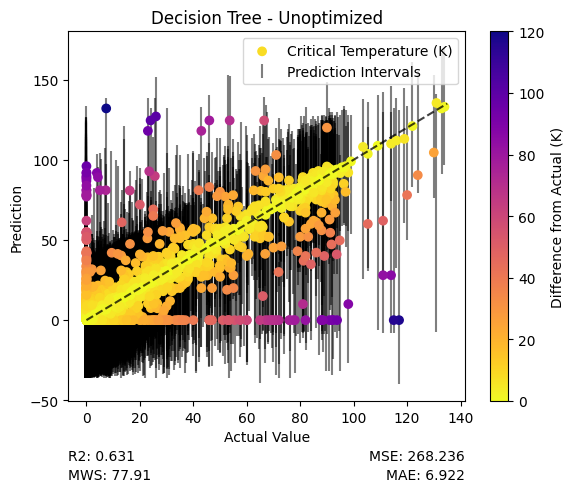 Decision Tree - Unoptimized
Critical Temperature (K)
Prediction Intervals
150
100
50
0
−50
Prediction
0
20
40
60
80
100
120
140
Actual Value
120
100
80
60
40
20
0
Difference from Actual (K)
R2: 0.631
MSE: 268.236
MWS: 77.91
MAE: 6.922